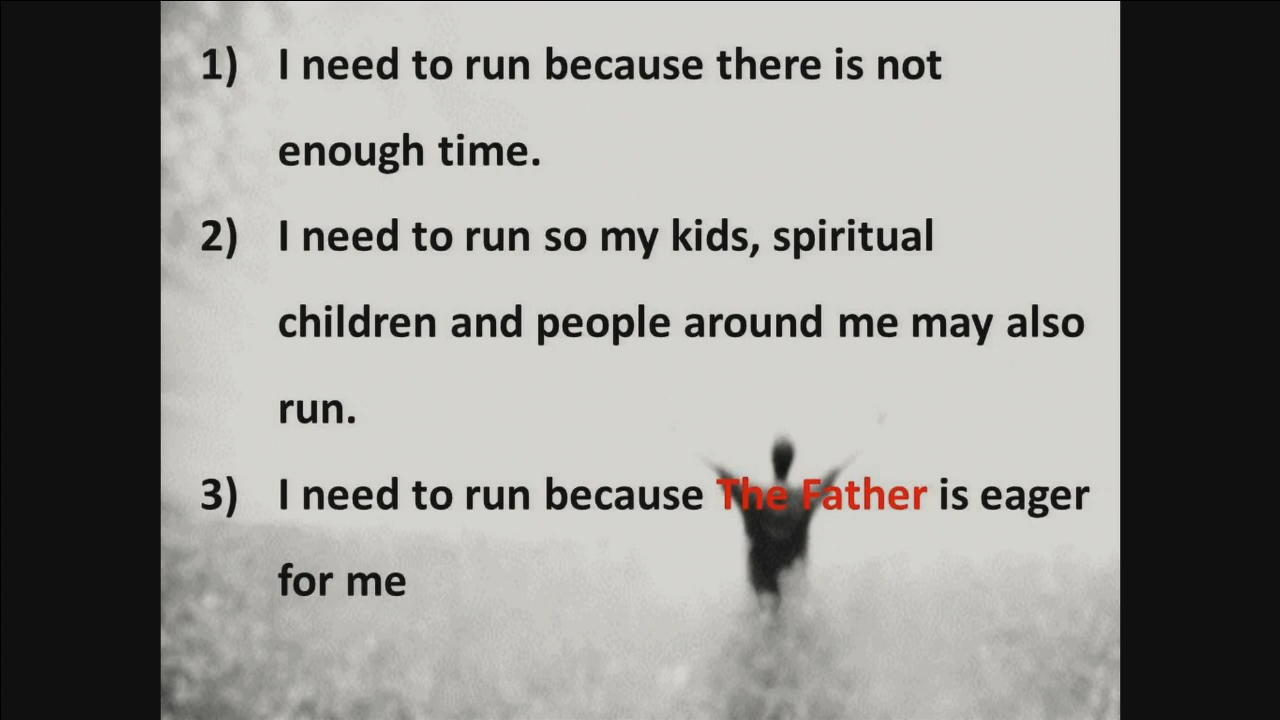 1) I need to run because there is not
enough time.
2) I need to run so my kids, spiritual
children and people around me may also
run.
3) I need to run because The Father is eager
for me